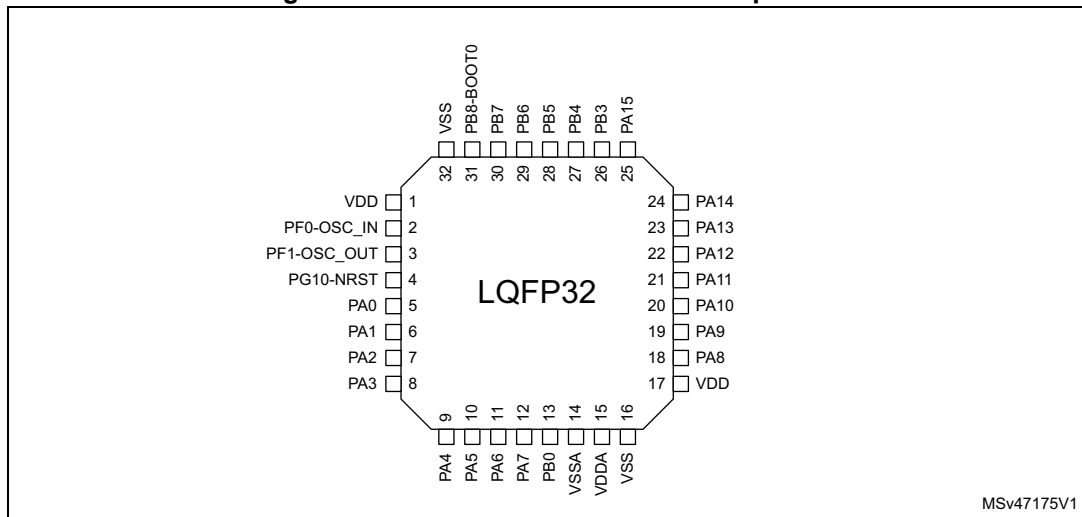 VSS
PB8-BOOT0
PB7
PB6
PB5
PB4
PB3
PA15
32
31
30
29
28
27
26
25
VDD 1
PF0-OSC_IN 2
PF1-OSC_OUT 3
PG10-NRST 4
PA0 5
PA1 6
PA2 7
PA3 8
LQFP32
24 PA14
23 PA13
22 PA12
21 PA11
20 PA10
19 PA9
18 PA8
17 VDD
9
10
11
12
13
14
15
16
PA4
PA5
PA6
PA7
PB0
VSSA
VDDA
VSS
MSv47175V1